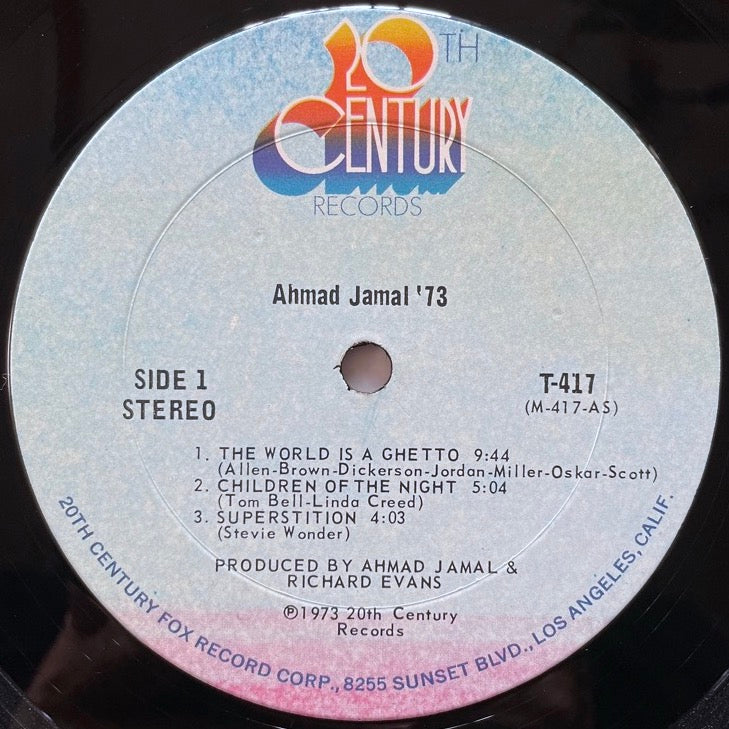 20TH
CENTURY
RECORDS
Ahmad Jamal '73
SIDE 1
STEREO
T-417
(M-417-AS)
1. THE WORLD IS A GHETTO 9:44
(Allen-Brown-Dickerson-Jordan-Miller-Oskar-Scott)
2. CHILDREN OF THE NIGHT 5:04
(Tom Bell-Linda Creed)
3. SUPERSTITION 4:03
(Stevie Wonder)
PRODUCED BY AHMAD JAMAL &
RICHARD EVANS
℗1973 20th Century
Records
20TH CENTURY FOX RECORD CORP., 8255 SUNSET BLVD., LOS ANGELES, CALIF.